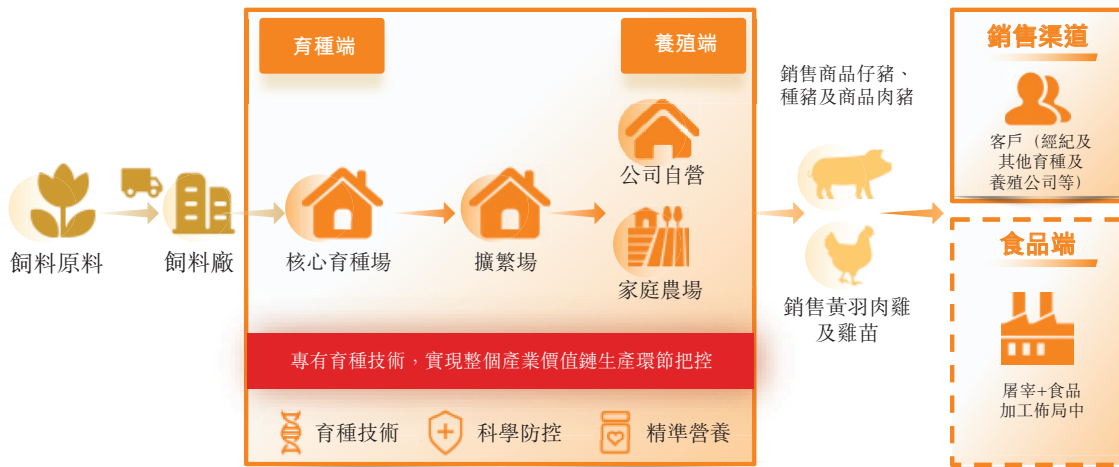 育種端
養殖端
銷售渠道
銷售商品仔豬、
種豬及商品肉豬
客戶（經紀及
其他育種及
養殖公司等）
公司自營
飼料原料
飼料廠
核心育種場
擴繁場
家庭農場
銷售黃羽肉雞
及雞苗
食品端
屠宰+食品
加工佈局中
專有育種技術，實現整個產業價值鏈生產環節把控
育種技術
科學防控
精準營養